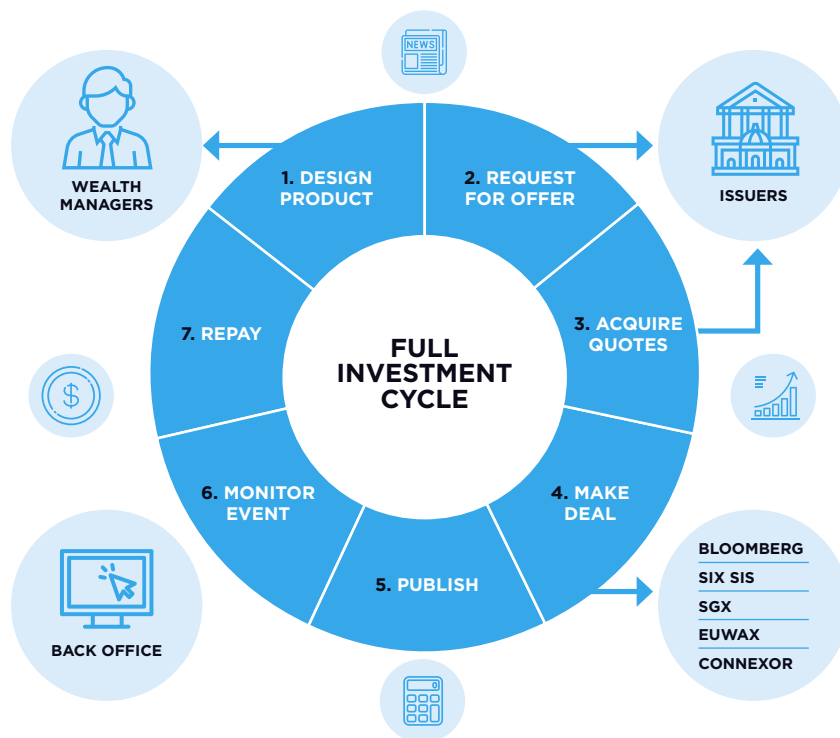 NEWS
WEALTH
MANAGERS
1. DESIGN
PRODUCT
2. REQUEST
FOR OFFER
ISSUERS
7. REPAY
3. ACQUIRE
QUOTES
FULL
INVESTMENT
CYCLE
$
6. MONITOR
EVENT
4. MAKE
DEAL
5. PUBLISH
BACK OFFICE
BLOOMBERG
SIX SIS
SGX
EUWAX
CONNEXOR
0